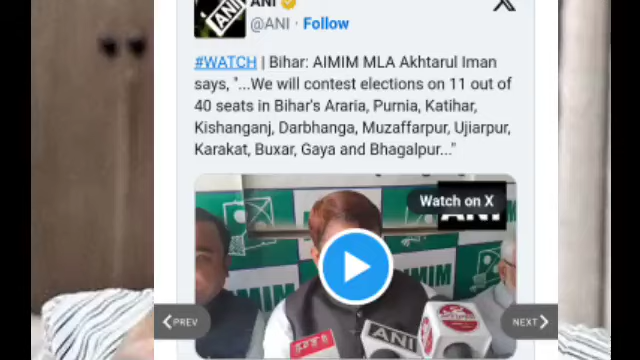 ANI
@ANI · Follow
#WATCH | Bihar: AIMIM MLA Akhtarul Iman
says, "...We will contest elections on 11 out of
40 seats in Bihar's Araria, Purnia, Katihar,
Kishanganj, Darbhanga, Muzaffarpur, Ujiarpur,
Karakat, Buxar, Gaya and Bhagalpur..."
Watch on X
ANI
AIMIM
ANI
PREV
NEXT